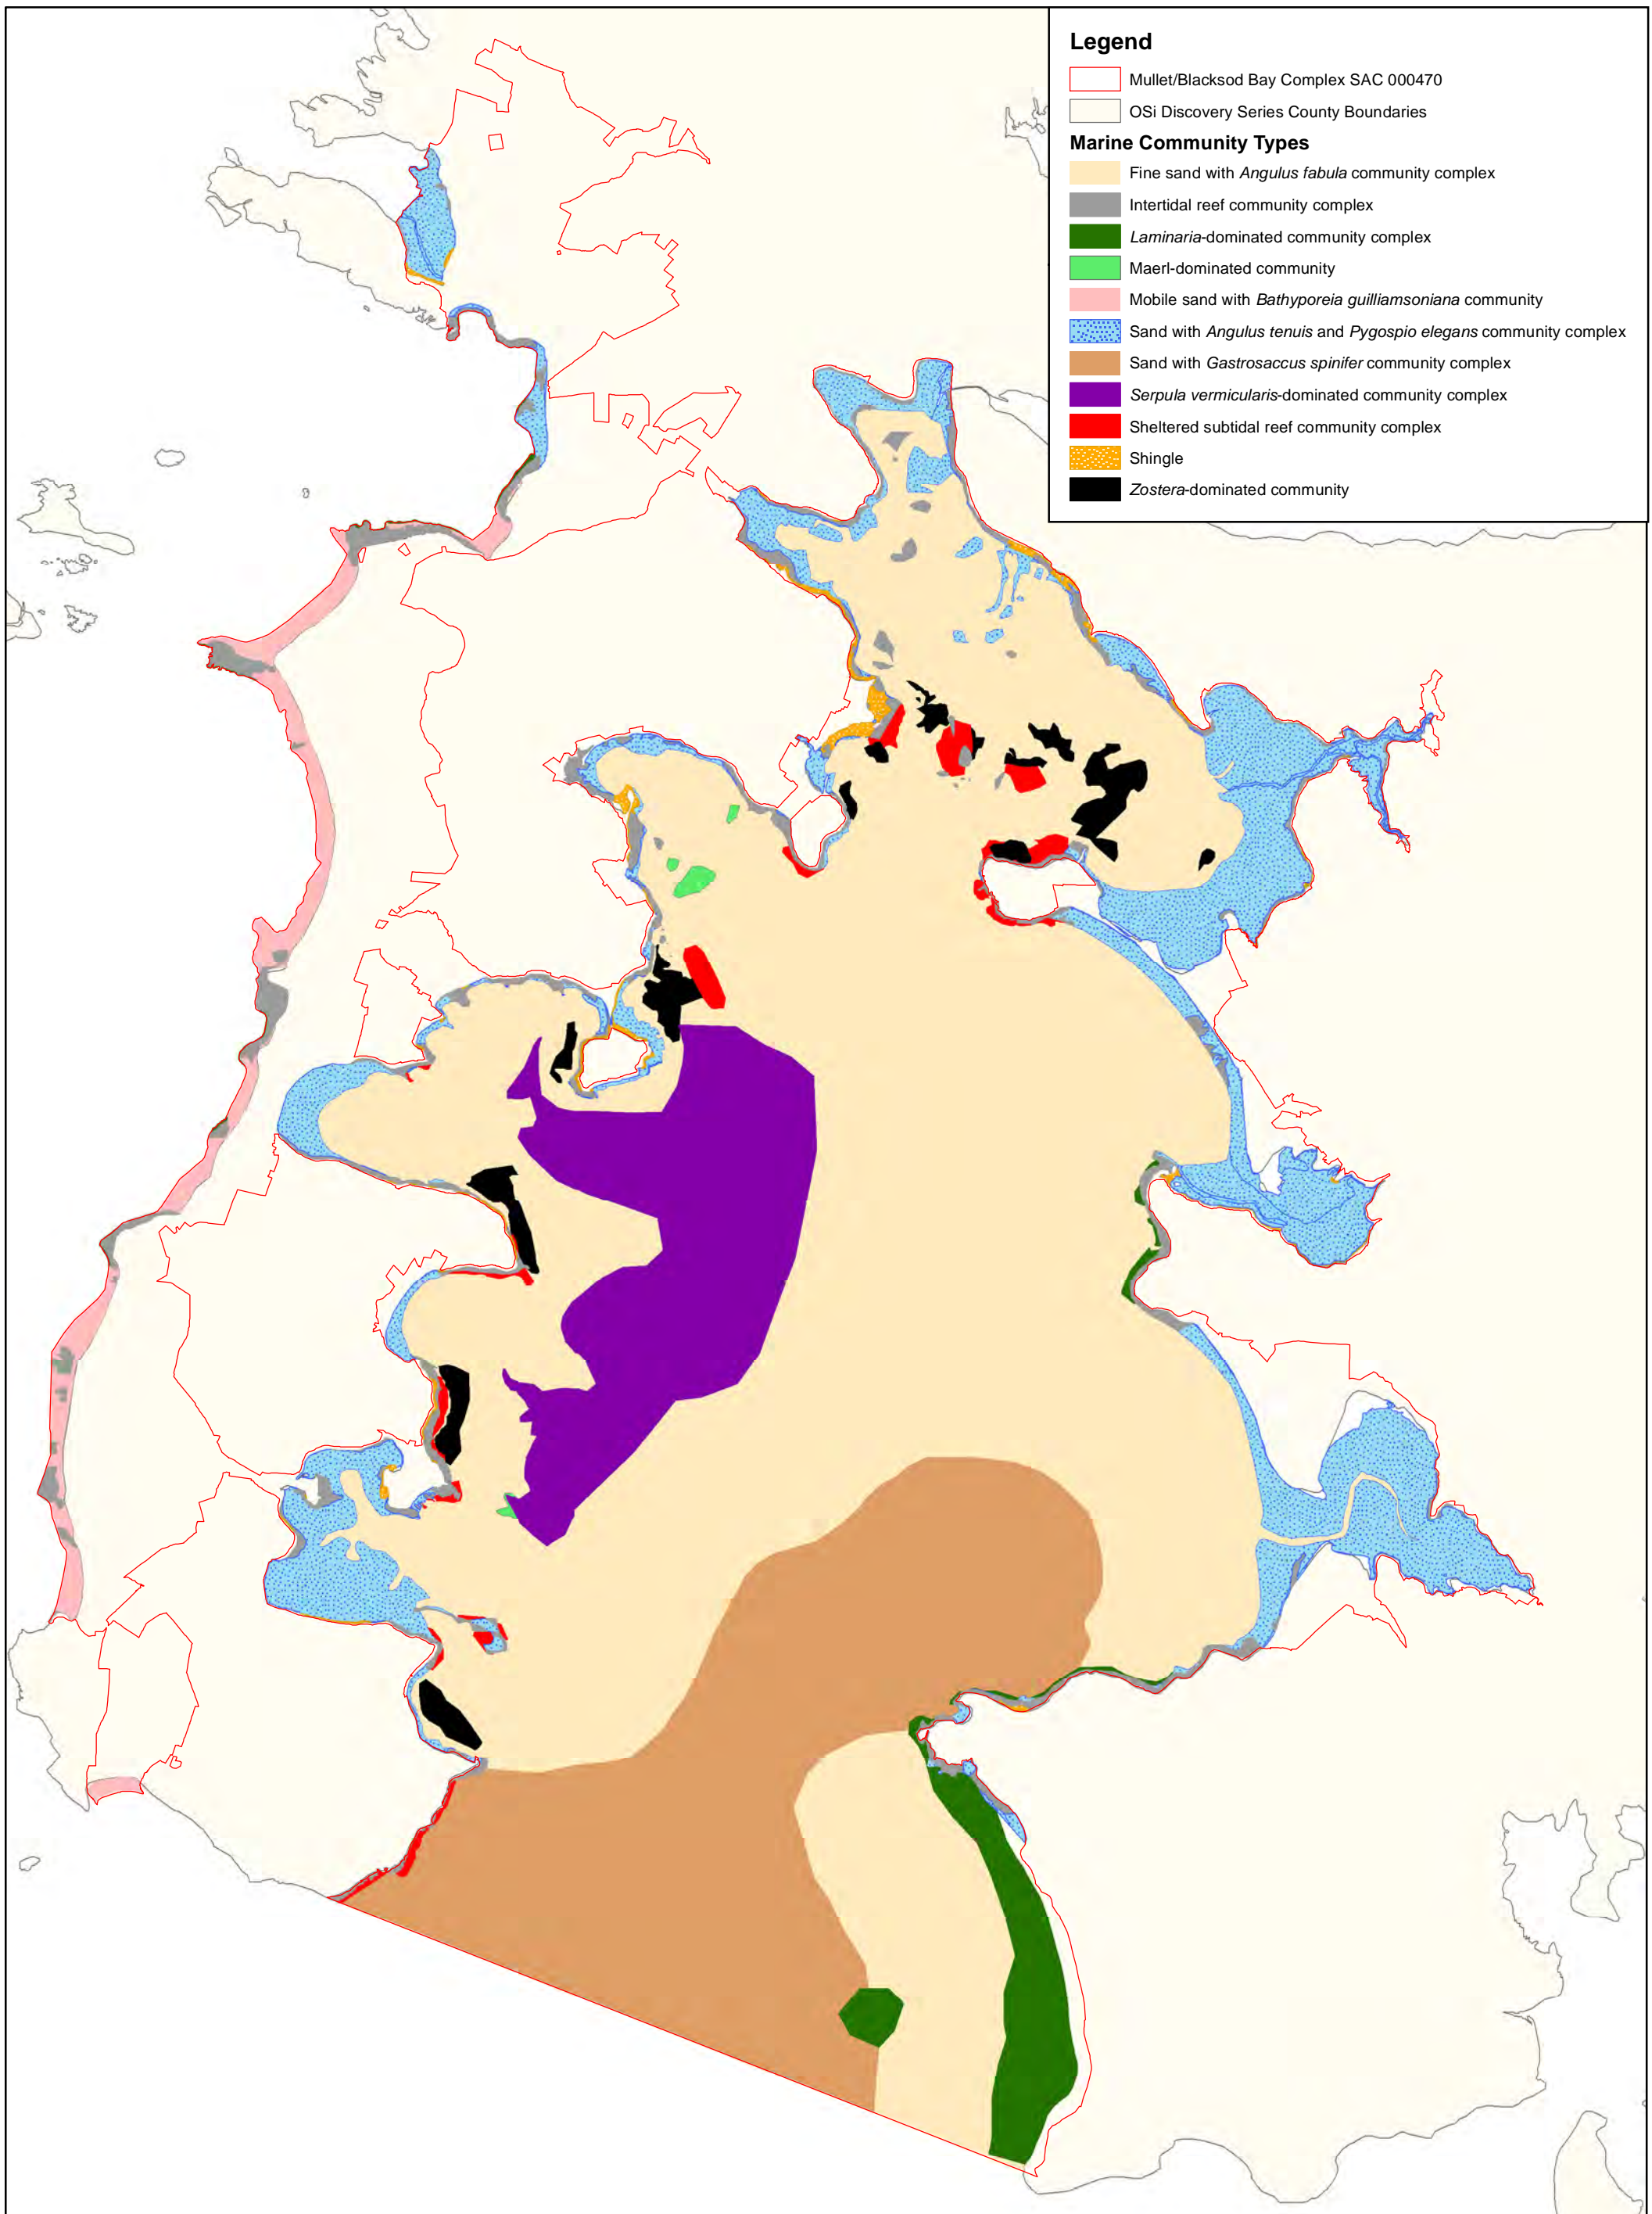 Legend
Mullet/Blacksod Bay Complex SAC 000470
OSi Discovery Series County Boundaries
Marine Community Types
Fine sand with Angulus fabula community complex
Intertidal reef community complex
Laminaria-dominated community complex
Maerl-dominated community
Mobile sand with Bathyporeia guilliamsoniana community
Sand with Angulus tenuis and Pygospio elegans community complex
Sand with Gastrosaccus spinifer community complex
Serpula vermicularis-dominated community complex
Sheltered subtidal reef community complex
Shingle
Zostera-dominated community